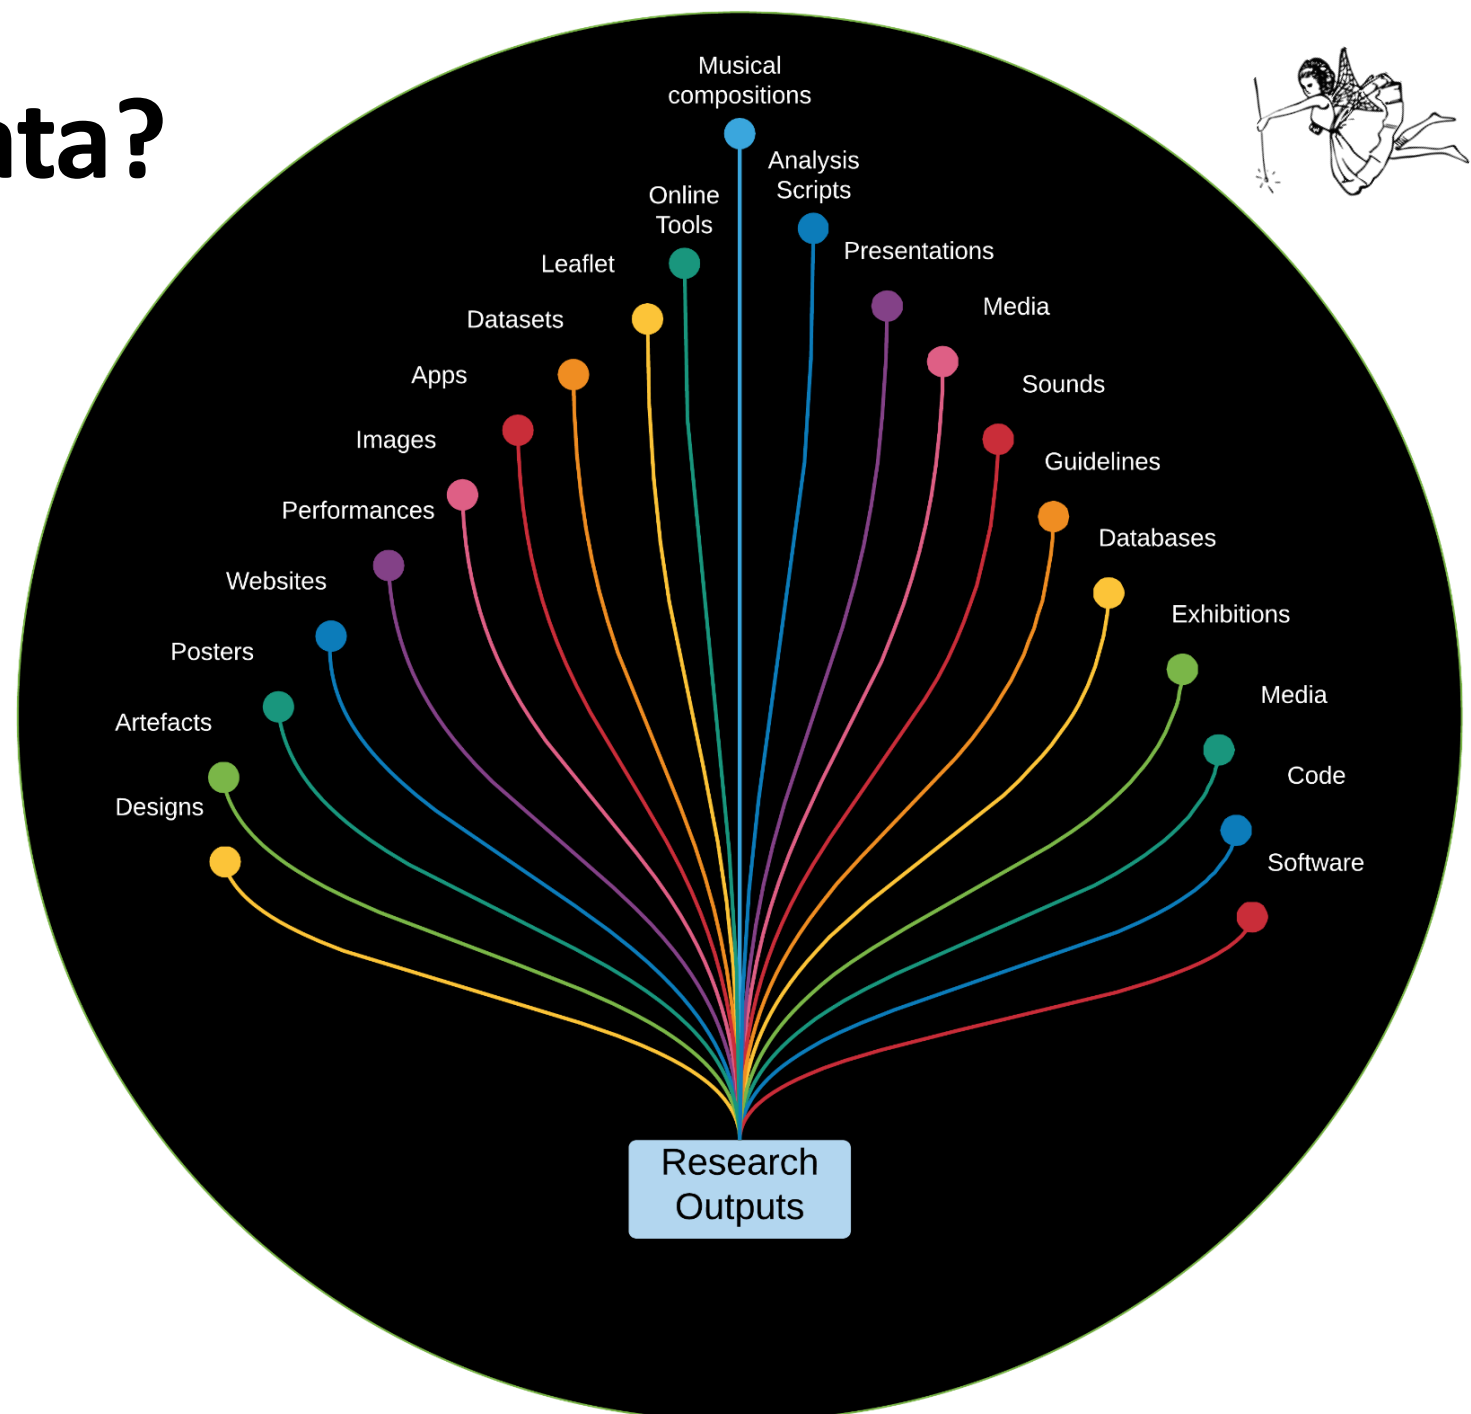 ata?
Musical
compositions
Analysis
Scripts
Online
Tools
Presentations
Leaflet
Media
Datasets
Apps
Sounds
Images
Guidelines
Performances
Databases
Websites
Exhibitions
Posters
Media
Artefacts
Code
Designs
Software
Research
Outputs